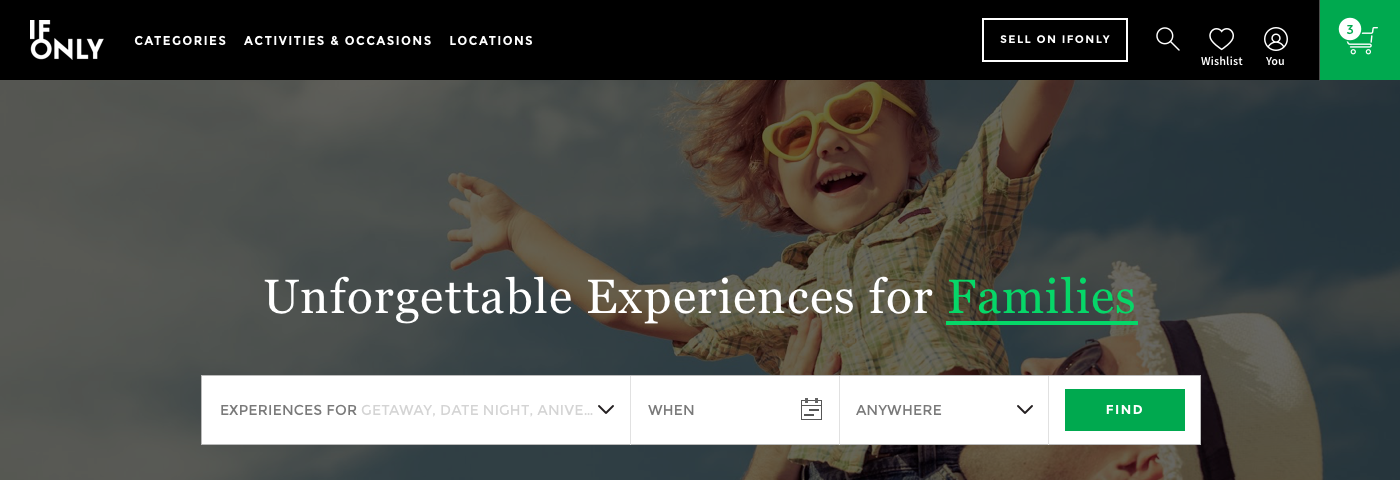 IF
ONLY
CATEGORIES ACTIVITIES & OCCASIONS LOCATIONS
SELL ON IFONLY
Wishlist
You
3
Unforgettable Experiences for Families
EXPERIENCES FOR GETAWAY, DATE NIGHT, ANIVE...
WHEN
ANYWHERE
FIND